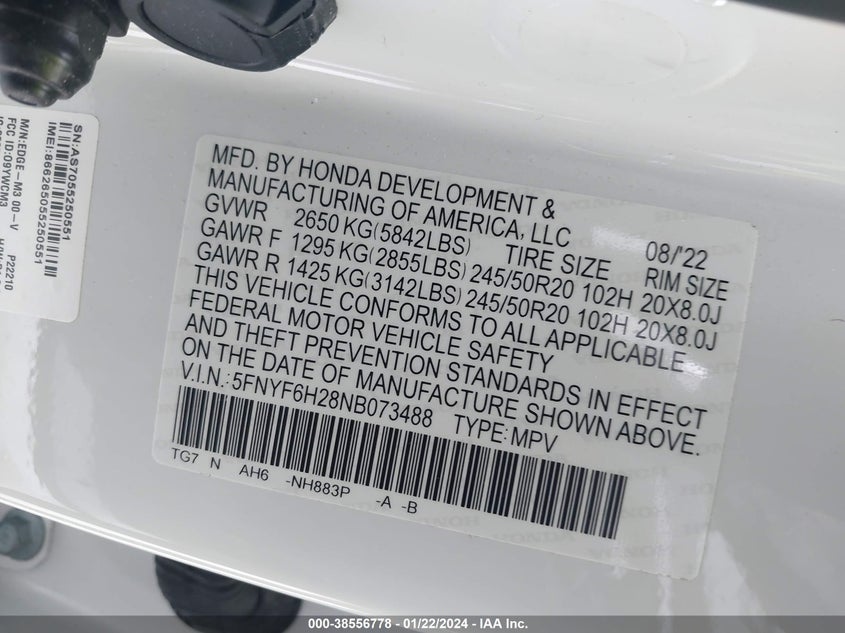 SN:AS7055250551
IMEI:866265055250551
M/N:EDGE-M3 00-V P22210
FCC ID:09YWCM3
MFD. BY HONDA DEVELOPMENT &
MANUFACTURING OF AMERICA, LLC 08/'22
GVWR 2650 KG(5842LBS) TIRE SIZE RIM SIZE
GAWR F 1295 KG(2855LBS) 245/50R20 102H 20X8.0J
GAWR R 1425 KG(3142LBS) 245/50R20 102H 20X8.0J
THIS VEHICLE CONFORMS TO ALL APPLICABLE
FEDERAL MOTOR VEHICLE SAFETY
AND THEFT PREVENTION STANDARDS IN EFFECT
ON THE DATE OF MANUFACTURE SHOWN ABOVE.
V.I.N.:5FNYF6H28NB073488 TYPE:MPV
TG7 N AH6 -NH883P -A -B
000-38556778 - 01/22/2024 - IAA Inc.